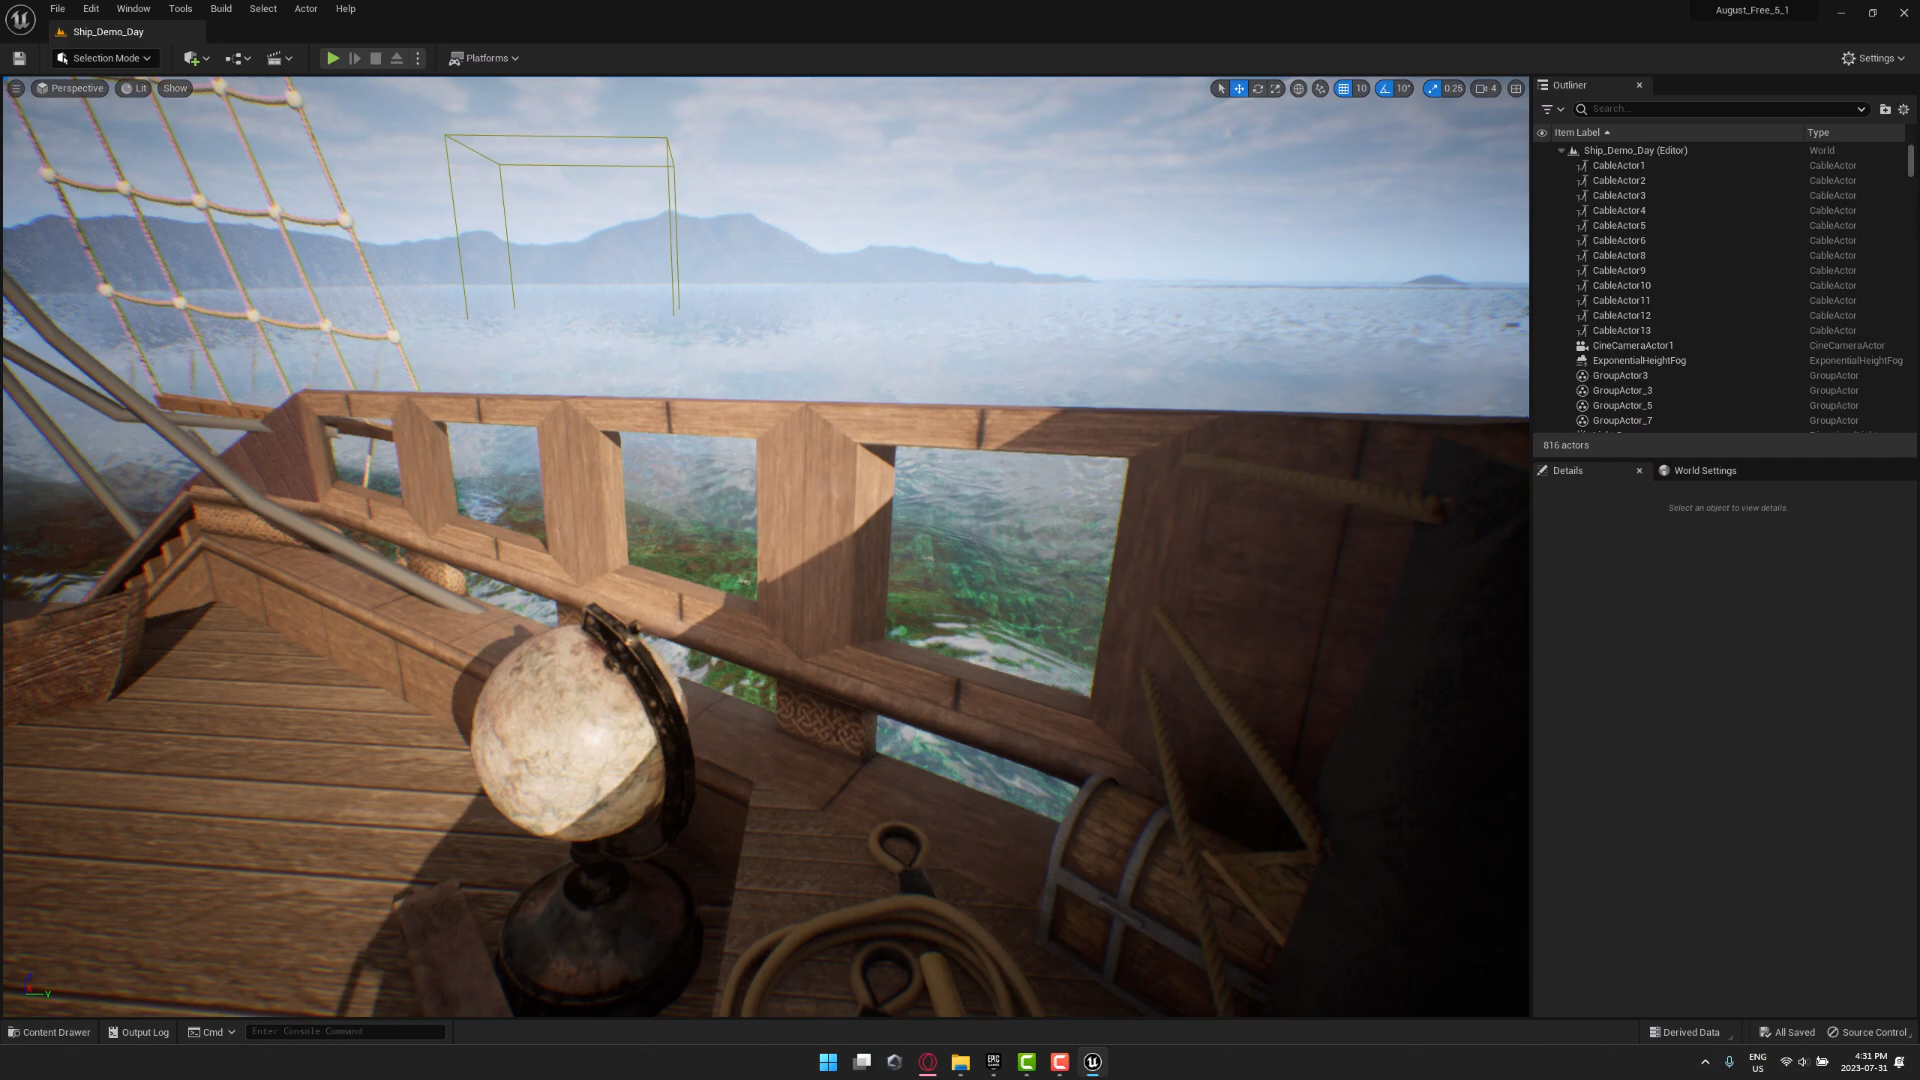 File Edit Window Tools Build Select Actor Help
August_Free_5_1
Ship_Demo_Day
Selection Mode
Platforms
Settings
Perspective Lit Show
10 10° 0.25 4
Outliner
Search...
Item Label Type
Ship_Demo_Day (Editor) World
CableActor1 CableActor
CableActor2 CableActor
CableActor3 CableActor
CableActor4 CableActor
CableActor5 CableActor
CableActor6 CableActor
CableActor8 CableActor
CableActor9 CableActor
CableActor10 CableActor
CableActor11 CableActor
CableActor12 CableActor
CableActor13 CableActor
CineCameraActor1 CineCameraActor
ExponentialHeightFog ExponentialHeightFog
GroupActor3 GroupActor
GroupActor_3 GroupActor
GroupActor_5 GroupActor
GroupActor_7 GroupActor
816 actors
Details World Settings
Select an object to view details.
Content Drawer Output Log Cmd Enter Console Command
Derived Data All Saved Source Control
EPIC GAMES
ENG US
4:31 PM
2023-07-31
Y